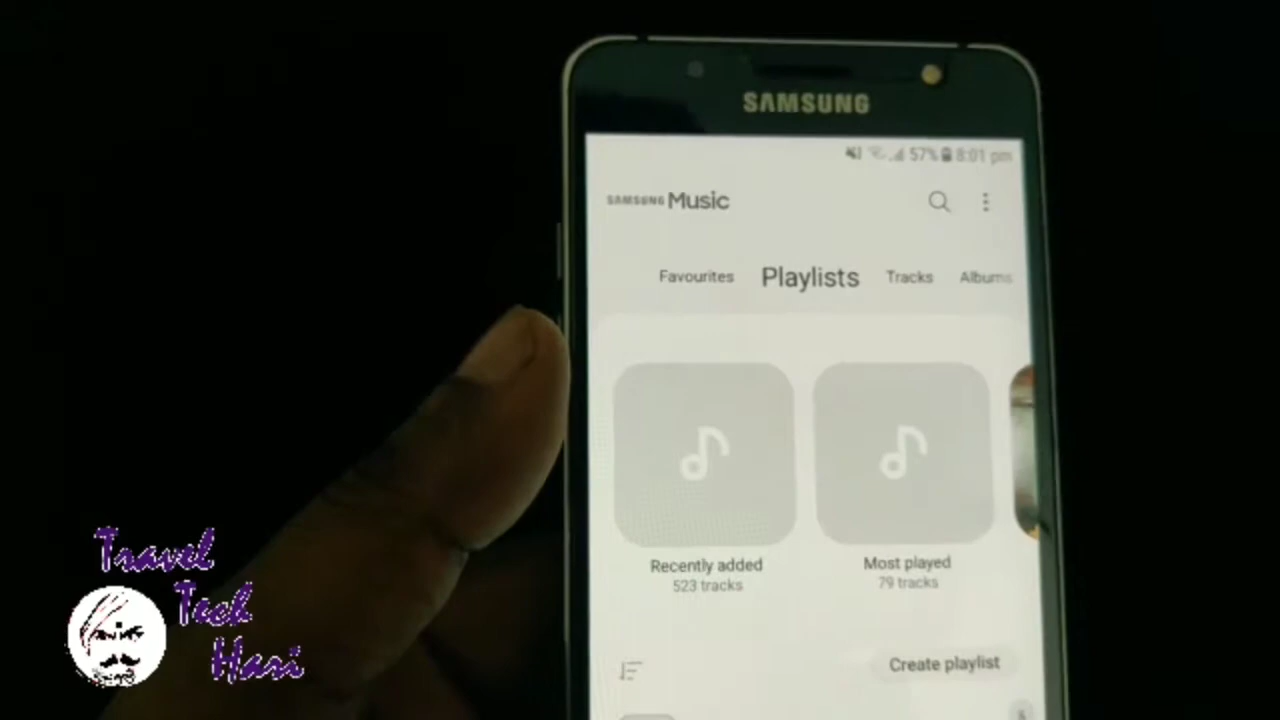 SAMSUNG
57% 8:01 pm
SAMSUNG Music
Favourites Playlists Tracks Albums
Recently added
523 tracks
Most played
79 tracks
Create playlist
Travel
Tech
Hari